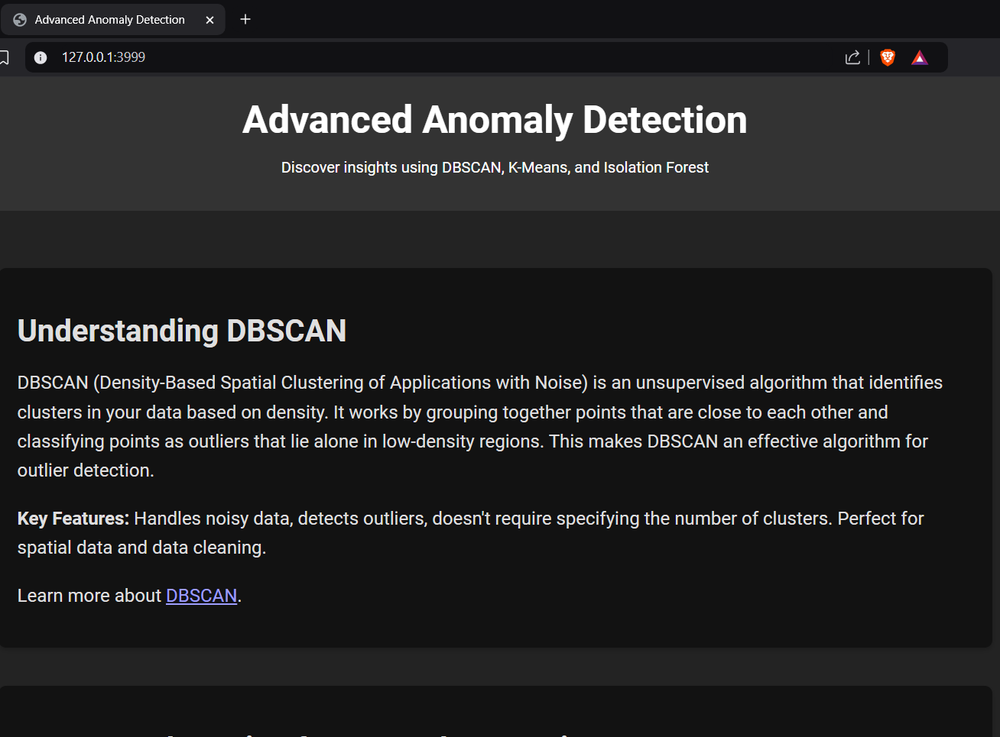 Advanced Anomaly Detection
127.0.0.1:3999
Advanced Anomaly Detection
Discover insights using DBSCAN, K-Means, and Isolation Forest
Understanding DBSCAN
DBSCAN (Density-Based Spatial Clustering of Applications with Noise) is an unsupervised algorithm that identifies
clusters in your data based on density. It works by grouping together points that are close to each other and
classifying points as outliers that lie alone in low-density regions. This makes DBSCAN an effective algorithm for
outlier detection.
Key Features: Handles noisy data, detects outliers, doesn't require specifying the number of clusters. Perfect for
spatial data and data cleaning.
Learn more about DBSCAN.